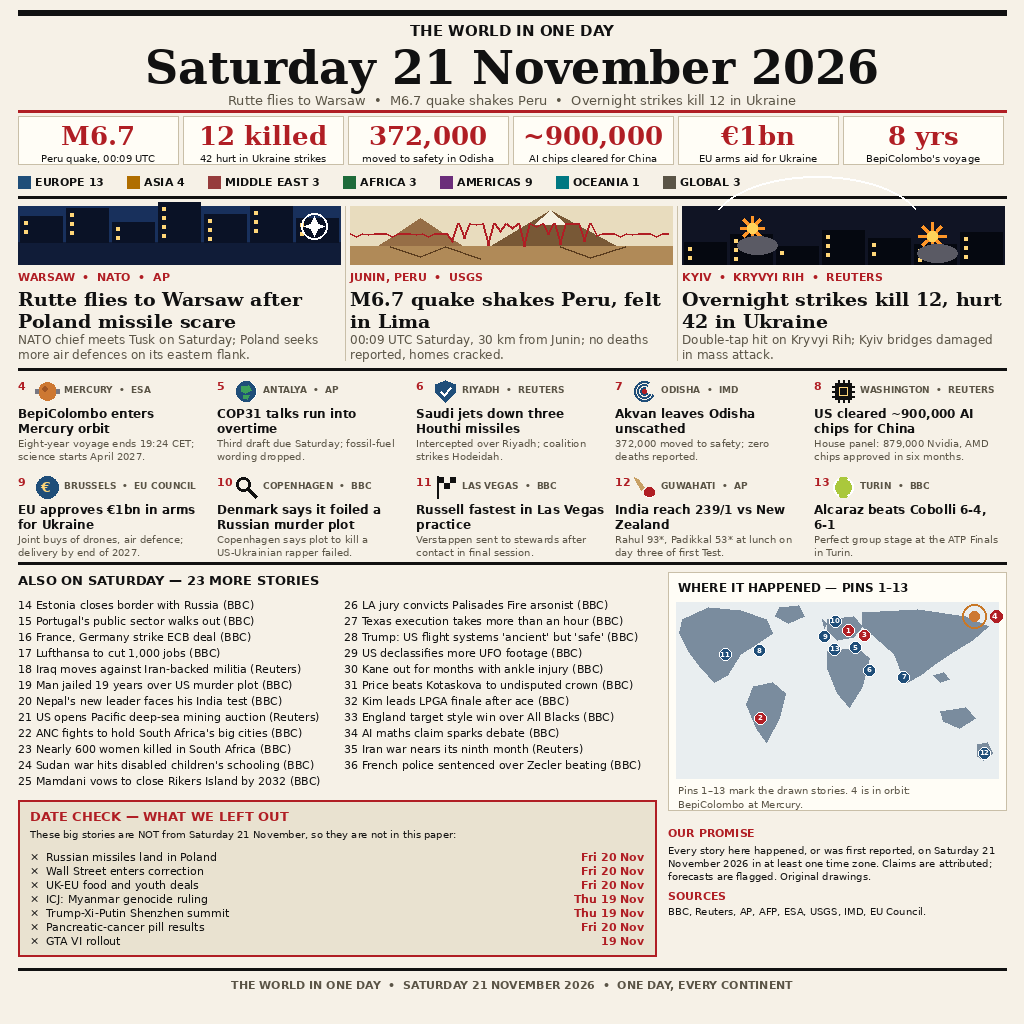 THE WORLD IN ONE DAY
Saturday 21 November 2026
Rutte flies to Warsaw • M6.7 quake shakes Peru • Overnight strikes kill 12 in Ukraine
M6.7
Peru quake, 00:09 UTC
12 killed
42 hurt in Ukraine strikes
372,000
moved to safety in Odisha
~900,000
AI chips cleared for China
€1bn
EU arms aid for Ukraine
8 yrs
BepiColombo's voyage
EUROPE 13
ASIA 4
MIDDLE EAST 3
AFRICA 3
AMERICAS 9
OCEANIA 1
GLOBAL 3
WARSAW • NATO • AP
Rutte flies to Warsaw after
Poland missile scare
NATO chief meets Tusk on Saturday; Poland seeks
more air defences on its eastern flank.
JUNIN, PERU • USGS
M6.7 quake shakes Peru, felt
in Lima
00:09 UTC Saturday, 30 km from Junin; no deaths
reported, homes cracked.
KYIV • KRYVYI RIH • REUTERS
Overnight strikes kill 12, hurt
42 in Ukraine
Double-tap hit on Kryvyi Rih; Kyiv bridges damaged
in mass attack.
4 MERCURY • ESA
BepiColombo enters
Mercury orbit
Eight-year voyage ends 19:24 CET;
science starts April 2027.
5 ANTALYA • AP
COP31 talks run into
overtime
Third draft due Saturday; fossil-fuel
wording dropped.
6 RIYADH • REUTERS
Saudi jets down three
Houthi missiles
Intercepted over Riyadh; coalition
strikes Hodeidah.
7 ODISHA • IMD
Akvan leaves Odisha
unscathed
372,000 moved to safety; zero
deaths reported.
8 WASHINGTON • REUTERS
US cleared ~900,000 AI
chips for China
House panel: 879,000 Nvidia, AMD
chips approved in six months.
9 € BRUSSELS • EU COUNCIL
EU approves €1bn in arms
for Ukraine
Joint buys of drones, air defence;
delivery by end of 2027.
10 COPENHAGEN • BBC
Denmark says it foiled a
Russian murder plot
Copenhagen says plot to kill a
US-Ukrainian rapper failed.
11 LAS VEGAS • BBC
Russell fastest in Las Vegas
practice
Verstappen sent to stewards after
contact in final session.
12 GUWAHATI • AP
India reach 239/1 vs New
Zealand
Rahul 93*, Padikkal 53* at lunch on
day three of first Test.
13 TURIN • BBC
Alcaraz beats Cobolli 6-4,
6-1
Perfect group stage at the ATP Finals
in Turin.
ALSO ON SATURDAY — 23 MORE STORIES
14 Estonia closes border with Russia (BBC)
15 Portugal's public sector walks out (BBC)
16 France, Germany strike ECB deal (BBC)
17 Lufthansa to cut 1,000 jobs (BBC)
18 Iraq moves against Iran-backed militia (Reuters)
19 Man jailed 19 years over US murder plot (BBC)
20 Nepal's new leader faces his India test (BBC)
21 US opens Pacific deep-sea mining auction (Reuters)
22 ANC fights to hold South Africa's big cities (BBC)
23 Nearly 600 women killed in South Africa (BBC)
24 Sudan war hits disabled children's schooling (BBC)
25 Mamdani vows to close Rikers Island by 2032 (BBC)
26 LA jury convicts Palisades Fire arsonist (BBC)
27 Texas execution takes more than an hour (BBC)
28 Trump: US flight systems 'ancient' but 'safe' (BBC)
29 US declassifies more UFO footage (BBC)
30 Kane out for months with ankle injury (BBC)
31 Price beats Kotaskova to undisputed crown (BBC)
32 Kim leads LPGA finale after ace (BBC)
33 England target style win over All Blacks (BBC)
34 AI maths claim sparks debate (BBC)
35 Iran war nears its ninth month (Reuters)
36 French police sentenced over Zecler beating (BBC)
WHERE IT HAPPENED — PINS 1–13
10
1
3
9
13
5
8
11
6
7
2
12
4
Pins 1–13 mark the drawn stories. 4 is in orbit:
BepiColombo at Mercury.
DATE CHECK — WHAT WE LEFT OUT
These big stories are NOT from Saturday 21 November, so they are not in this paper:
× Russian missiles land in Poland Fri 20 Nov
× Wall Street enters correction Fri 20 Nov
× UK-EU food and youth deals Fri 20 Nov
× ICJ: Myanmar genocide ruling Thu 19 Nov
× Trump-Xi-Putin Shenzhen summit Thu 19 Nov
× Pancreatic-cancer pill results Fri 20 Nov
× GTA VI rollout 19 Nov
OUR PROMISE
Every story here happened, or was first reported, on Saturday 21
November 2026 in at least one time zone. Claims are attributed;
forecasts are flagged. Original drawings.
SOURCES
BBC, Reuters, AP, AFP, ESA, USGS, IMD, EU Council.
THE WORLD IN ONE DAY • SATURDAY 21 NOVEMBER 2026 • ONE DAY, EVERY CONTINENT